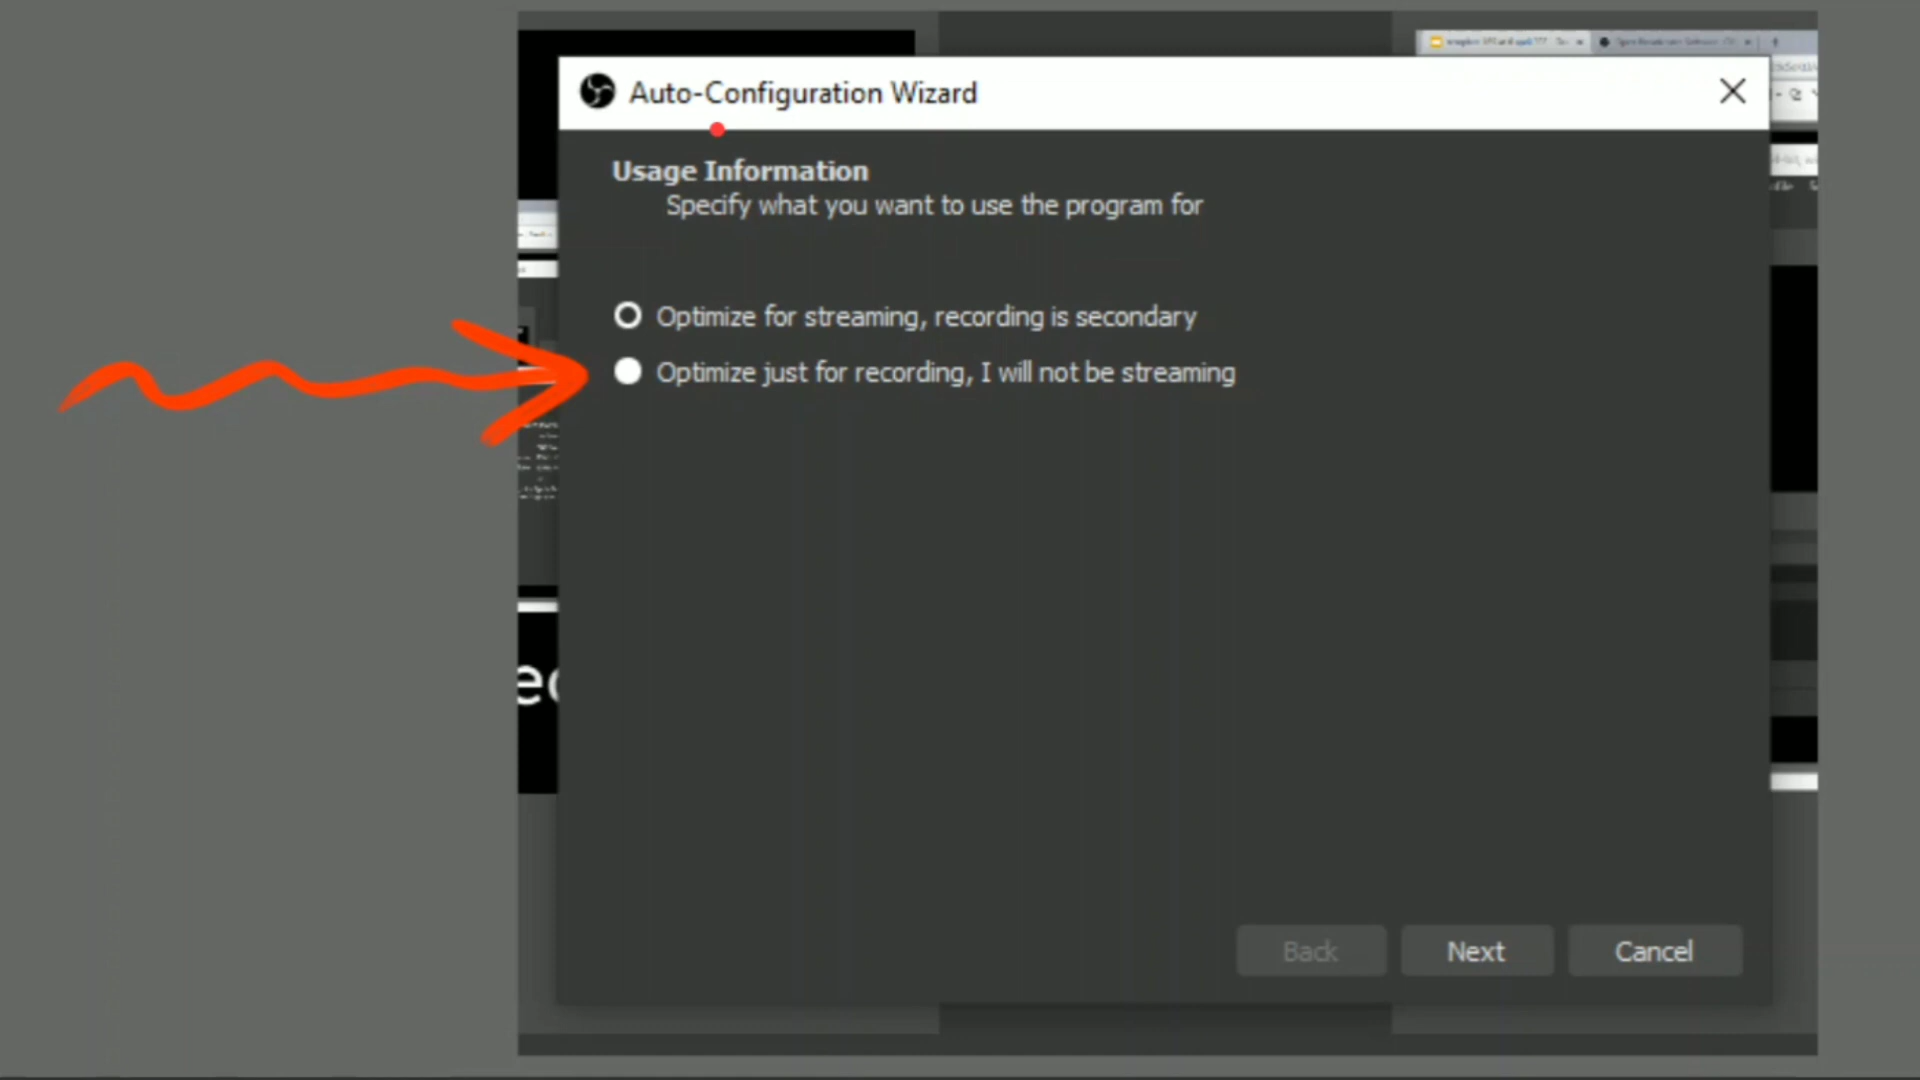 Auto-Configuration Wizard
Usage Information
Specify what you want to use the program for
Optimize for streaming, recording is secondary
Optimize just for recording, I will not be streaming
ec
Back Next Cancel